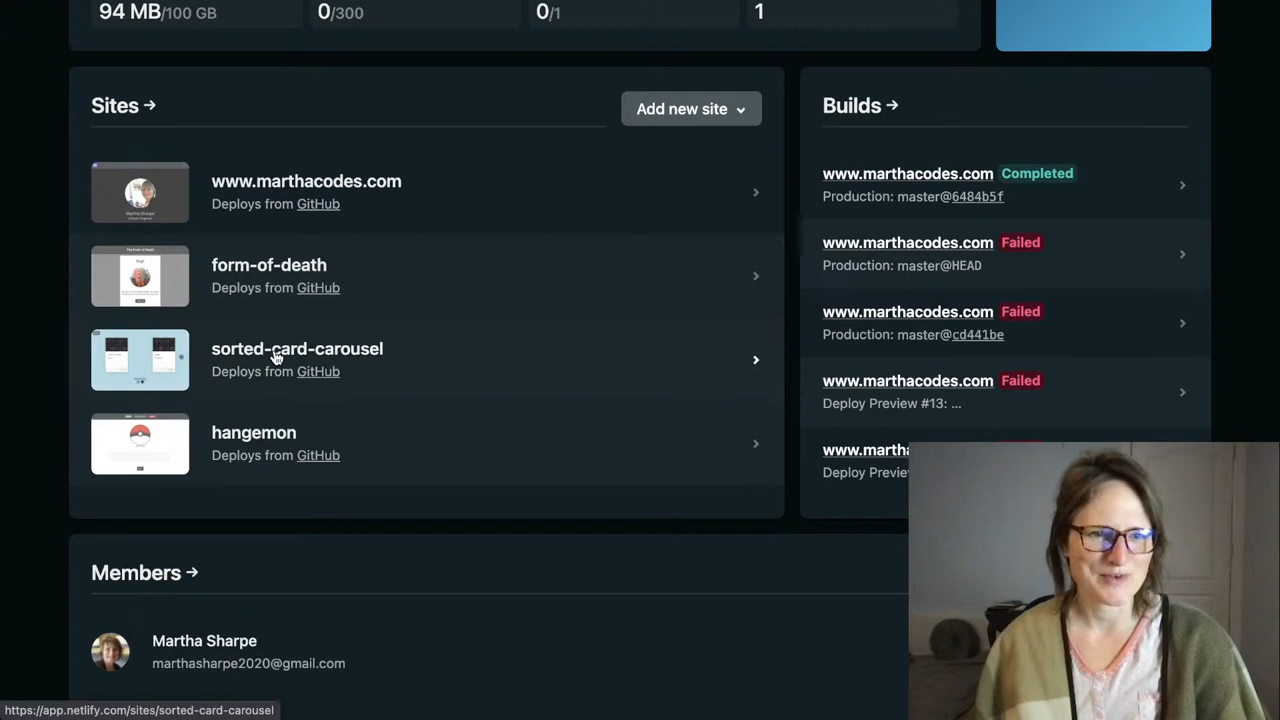 94 MB/100 GB
0/300
0/1
1
Sites →
Add new site
www.marthacodes.com
Deploys from GitHub
form-of-death
Deploys from GitHub
sorted-card-carousel
Deploys from GitHub
hangemon
Deploys from GitHub
Builds →
www.marthacodes.com Completed
Production: master@6484b5f
www.marthacodes.com Failed
Production: master@HEAD
www.marthacodes.com Failed
Production: master@cd441be
www.marthacodes.com Failed
Deploy Preview #13: ...
www.martha
Deploy Previe
Members →
Martha Sharpe
marthasharpe2020@gmail.com
https://app.netlify.com/sites/sorted-card-carousel